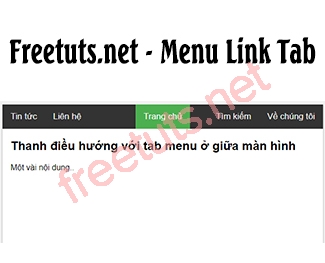 Freetuts.net - Menu Link Tab
Tin tức Liên hệ Trang chủ Tìm kiếm Về chúng tôi
Thanh điều hướng với tab menu ở giữa màn hình
Một vài nội dung..
freetuts.net